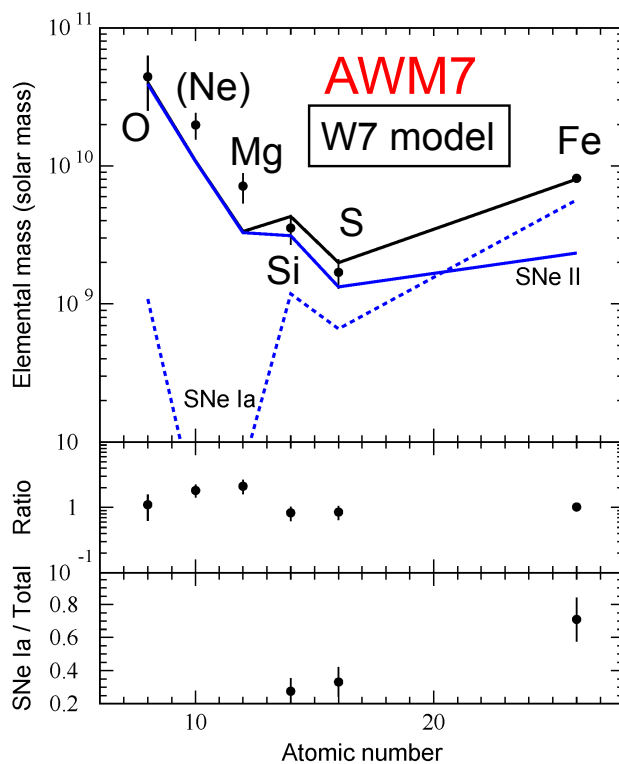 10^11
(Ne)
AWM7
O
Mg
W7 model
Fe
10^10
S
Si
SNe II
10^9
SNe Ia
10
Elemental mass (solar mass)
1
-1
10
Ratio
0.8
0.6
0.4
0.2
SNe Ia / Total
10
20
Atomic number